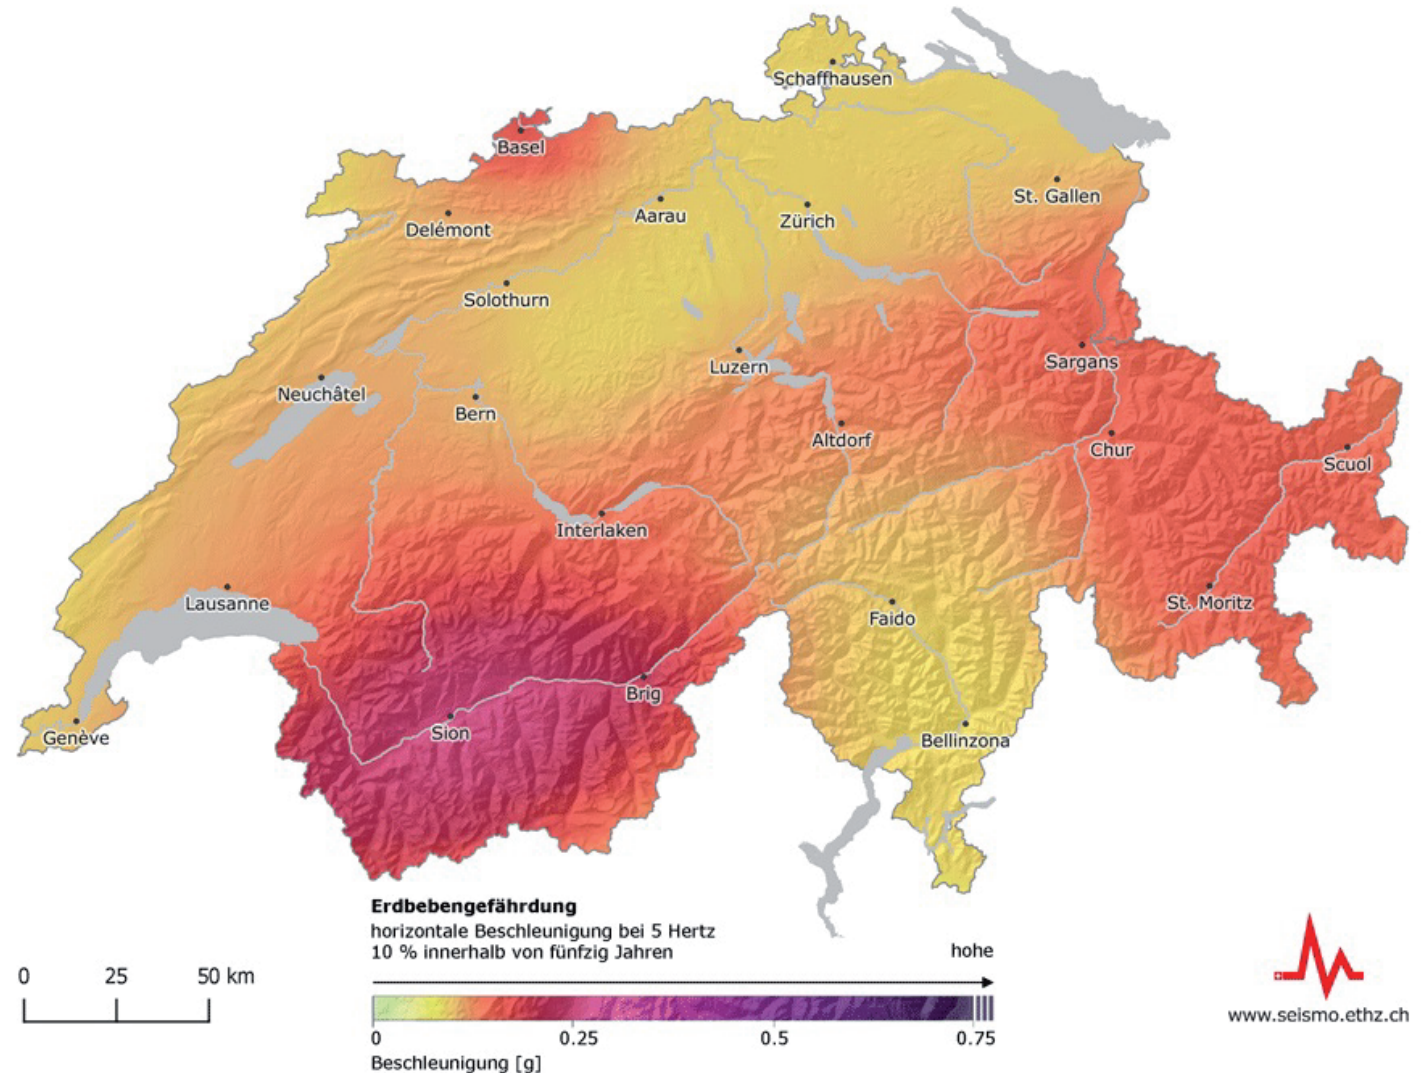 Schaffhausen
Basel
St. Gallen
Aarau
Zürich
Delémont
Solothurn
Luzern
Sargans
Neuchâtel
Bern
Altdorf
Chur
Scuol
Interlaken
Lausanne
St. Moritz
Faido
Brig
Sion
Genève
Bellinzona
Erdbebengefährdung
horizontale Beschleunigung bei 5 Hertz
10 % innerhalb von fünfzig Jahren
hohe
0 25 50 km
0 0.25 0.5 0.75
Beschleunigung [g]
www.seismo.ethz.ch